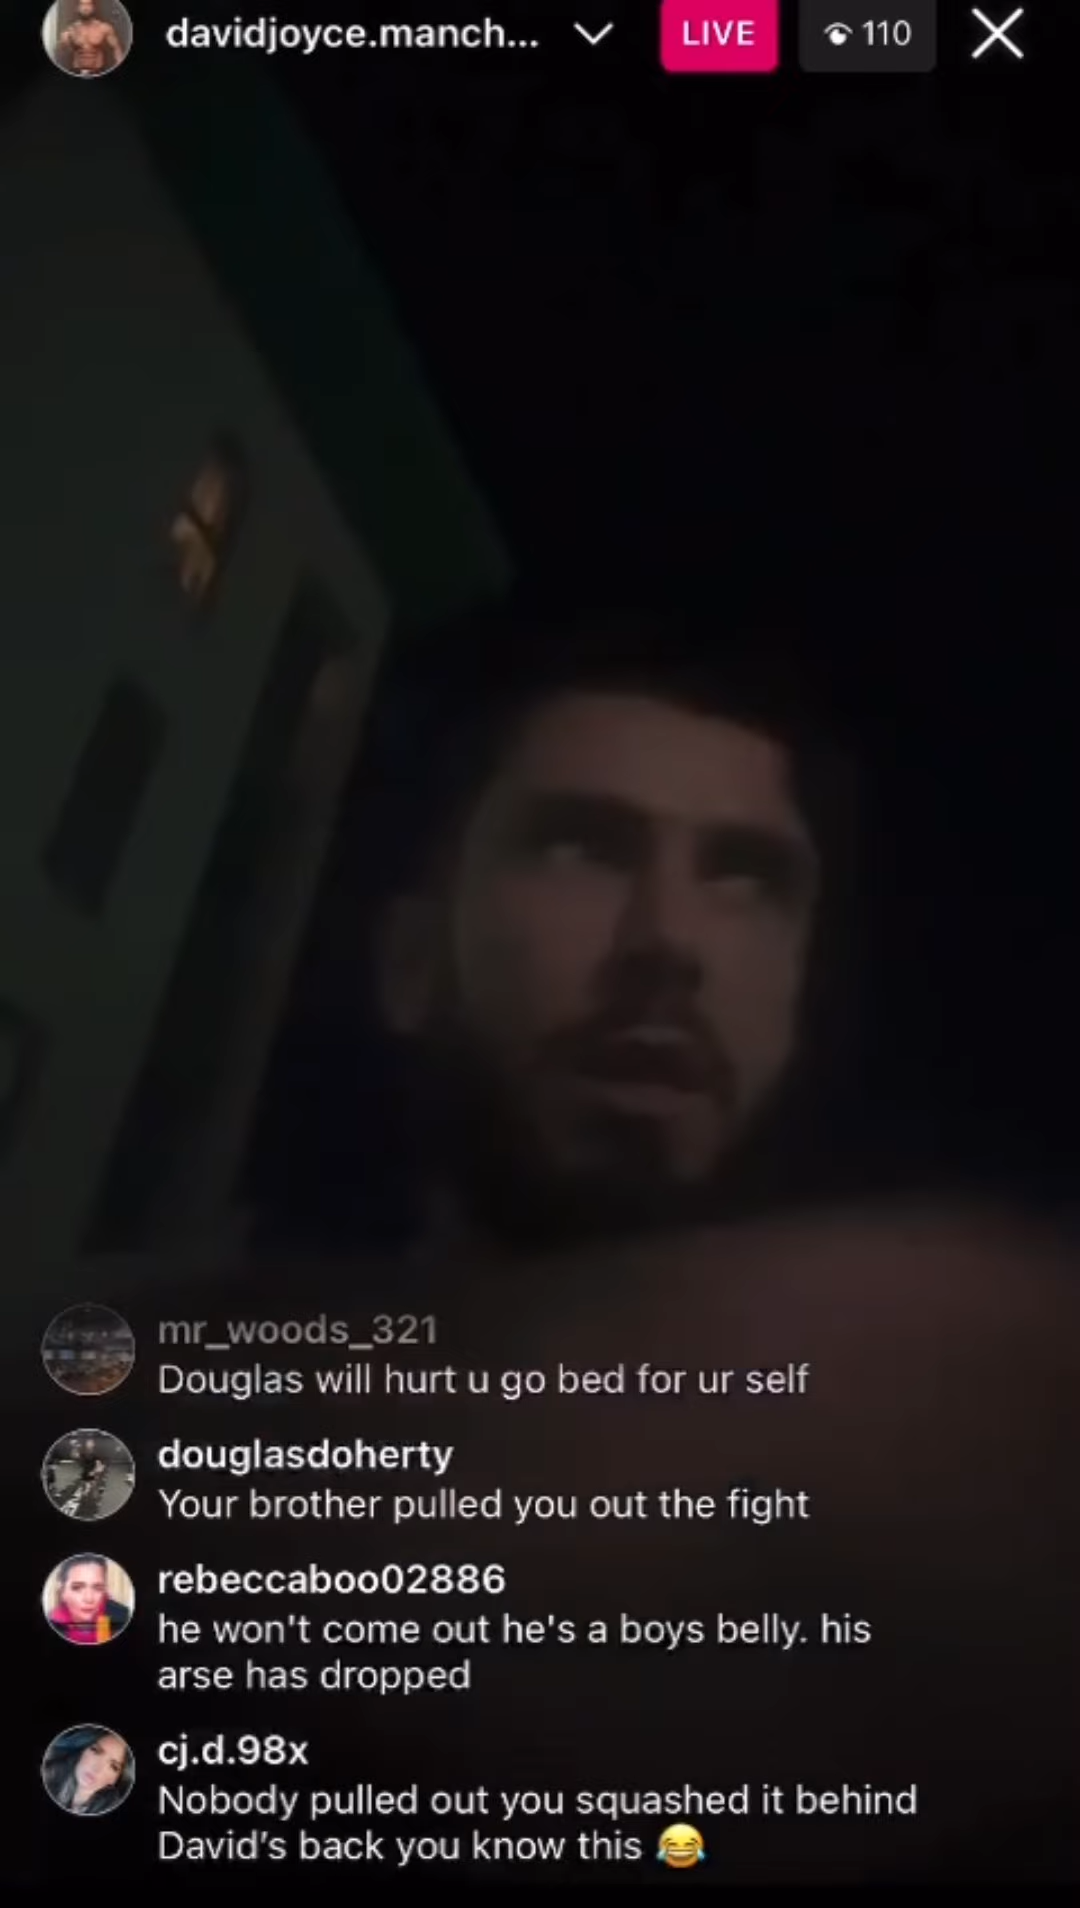 davidjoyce.manch...
LIVE
110
mr_woods_321
Douglas will hurt u go bed for ur self
douglasdoherty
Your brother pulled you out the fight
rebeccaboo02886
he won't come out he's a boys belly. his
arse has dropped
cj.d.98x
Nobody pulled out you squashed it behind
David's back you know this 😂